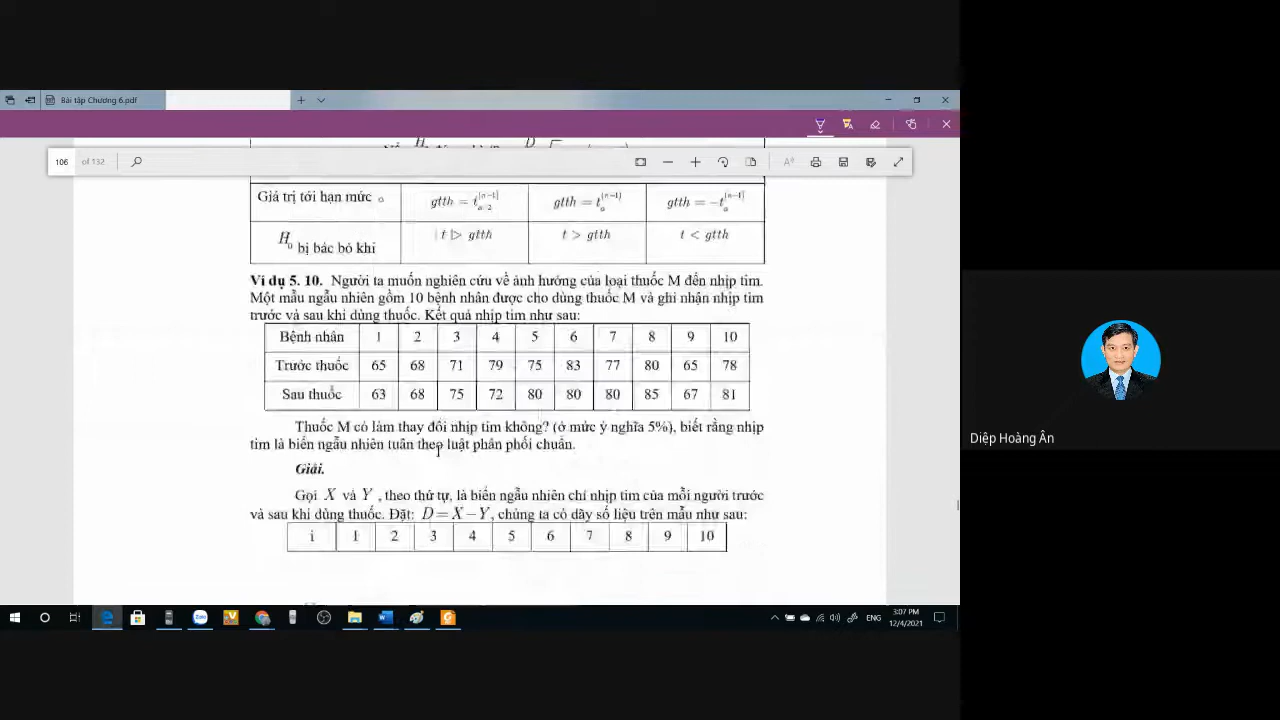 Bài tập Chương 6.pdf
106 of 132
Giá trị tới hạn mức α gtth = t_{α/2}^{[n−1]} gtth = t_α^{[n−1]} gtth = −t_α^{[n−1]}
H₀ bị bác bỏ khi |t|> gtth t > gtth t < gtth
Ví dụ 5. 10. Người ta muốn nghiên cứu về ảnh hưởng của loại thuốc M đến nhịp tim.
Một mẫu ngẫu nhiên gồm 10 bệnh nhân được cho dùng thuốc M và ghi nhận nhịp tim
trước và sau khi dùng thuốc. Kết quả nhịp tim như sau:
Bệnh nhân 1 2 3 4 5 6 7 8 9 10
Trước thuốc 65 68 71 79 75 83 77 80 65 78
Sau thuốc 63 68 75 72 80 80 80 85 67 81
Thuốc M có làm thay đổi nhịp tim không? (ở mức ý nghĩa 5%), biết rằng nhịp
tim là biến ngẫu nhiên tuân theo luật phân phối chuẩn.
Giải.
Gọi X và Y , theo thứ tự, là biến ngẫu nhiên chỉ nhịp tim của mỗi người trước
và sau khi dùng thuốc. Đặt: D = X − Y, chúng ta có dãy số liệu trên mẫu như sau:
i 1 2 3 4 5 6 7 8 9 10
Diệp Hoàng Ân
Zalo
ENG
3:07 PM
12/4/2021